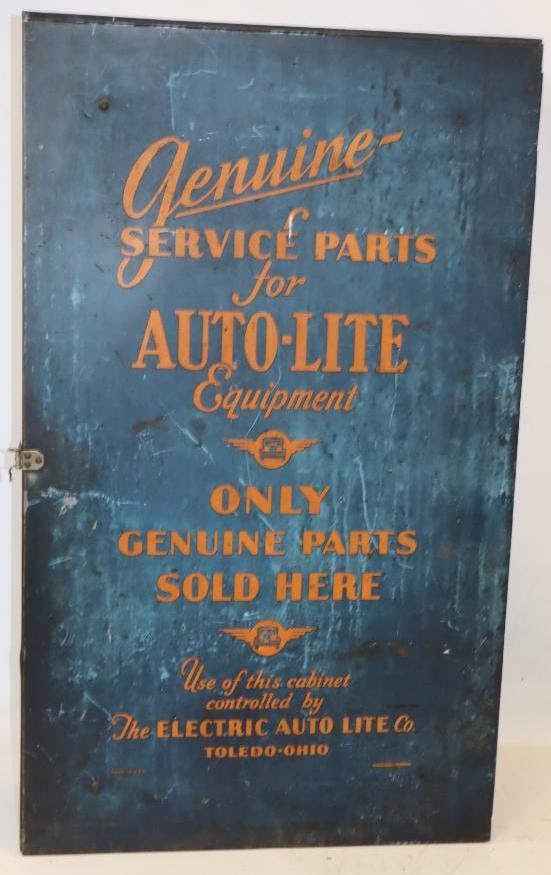 Genuine-
SERVICE PARTS
for
AUTO-LITE
Equipment
ONLY
GENUINE PARTS
SOLD HERE
Use of this cabinet
controlled by
The ELECTRIC AUTO LITE Co.
TOLEDO-OHIO